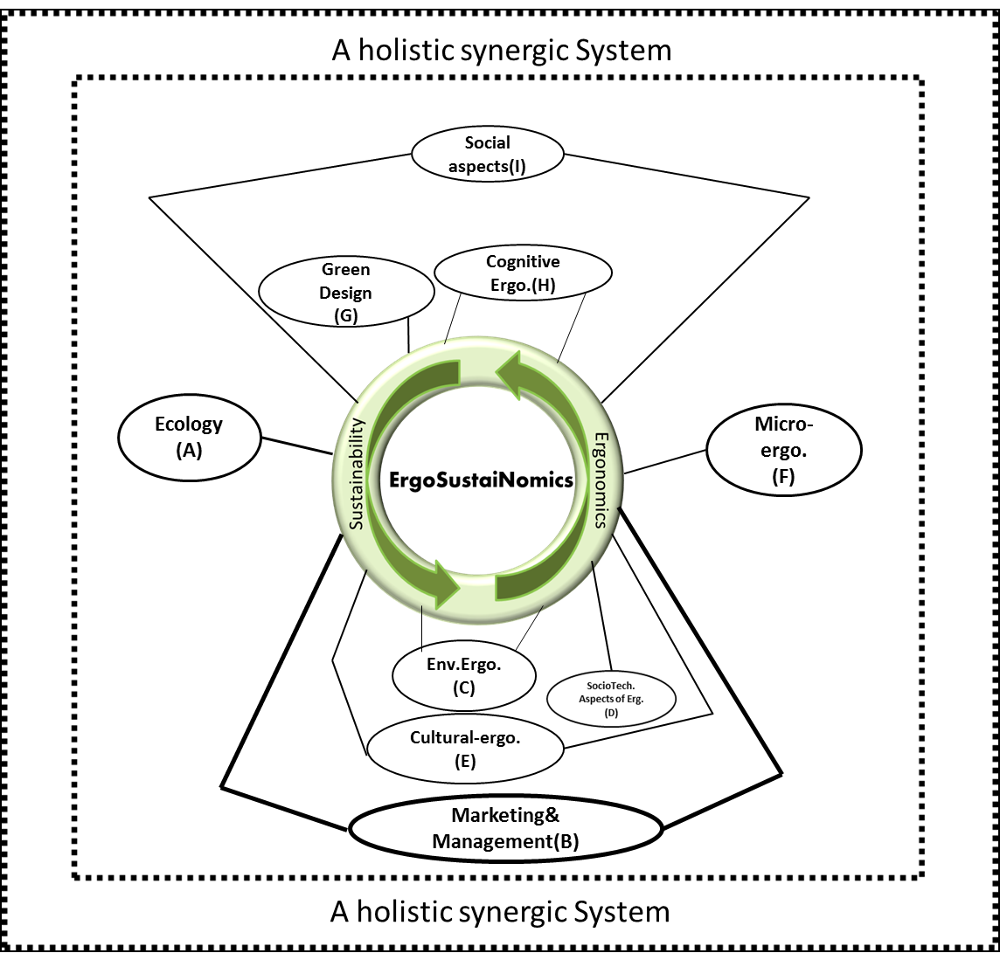 A holistic synergic System
Social
aspects(I)
Green
Design
(G)
Cognitive
Ergo.(H)
Ecology
(A)
Sustainability
ErgoSustaiNomics
Ergonomics
Micro-
ergo.
(F)
Env.Ergo.
(C)
SocioTech.
Aspects of Erg.
(D)
Cultural-ergo.
(E)
Marketing&
Management(B)
A holistic synergic System